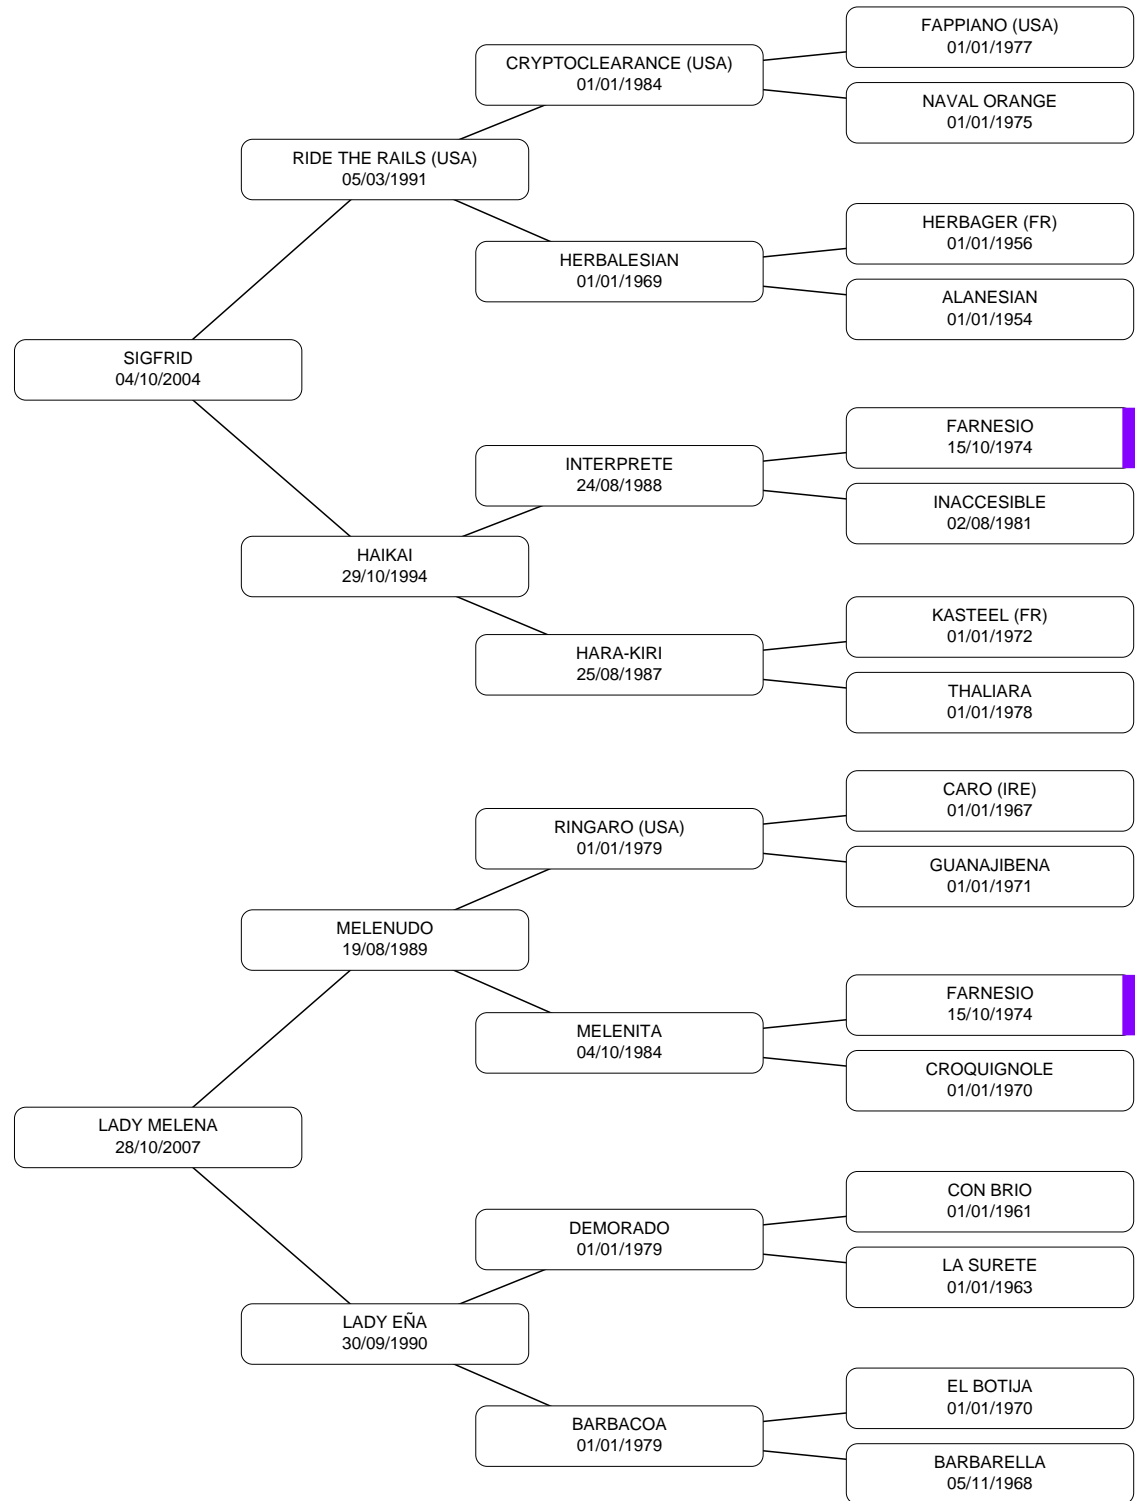 FAPPIANO (USA)
01/01/1977
CRYPTOCLEARANCE (USA)
01/01/1984
NAVAL ORANGE
01/01/1975
RIDE THE RAILS (USA)
05/03/1991
HERBAGER (FR)
01/01/1956
HERBALESIAN
01/01/1969
ALANESIAN
01/01/1954
SIGFRID
04/10/2004
FARNESIO
15/10/1974
INTERPRETE
24/08/1988
INACCESIBLE
02/08/1981
HAIKAI
29/10/1994
KASTEEL (FR)
01/01/1972
HARA-KIRI
25/08/1987
THALIARA
01/01/1978
CARO (IRE)
01/01/1967
RINGARO (USA)
01/01/1979
GUANAJIBENA
01/01/1971
MELENUDO
19/08/1989
FARNESIO
15/10/1974
MELENITA
04/10/1984
CROQUIGNOLE
01/01/1970
LADY MELENA
28/10/2007
CON BRIO
01/01/1961
DEMORADO
01/01/1979
LA SURETE
01/01/1963
LADY EÑA
30/09/1990
EL BOTIJA
01/01/1970
BARBACOA
01/01/1979
BARBARELLA
05/11/1968